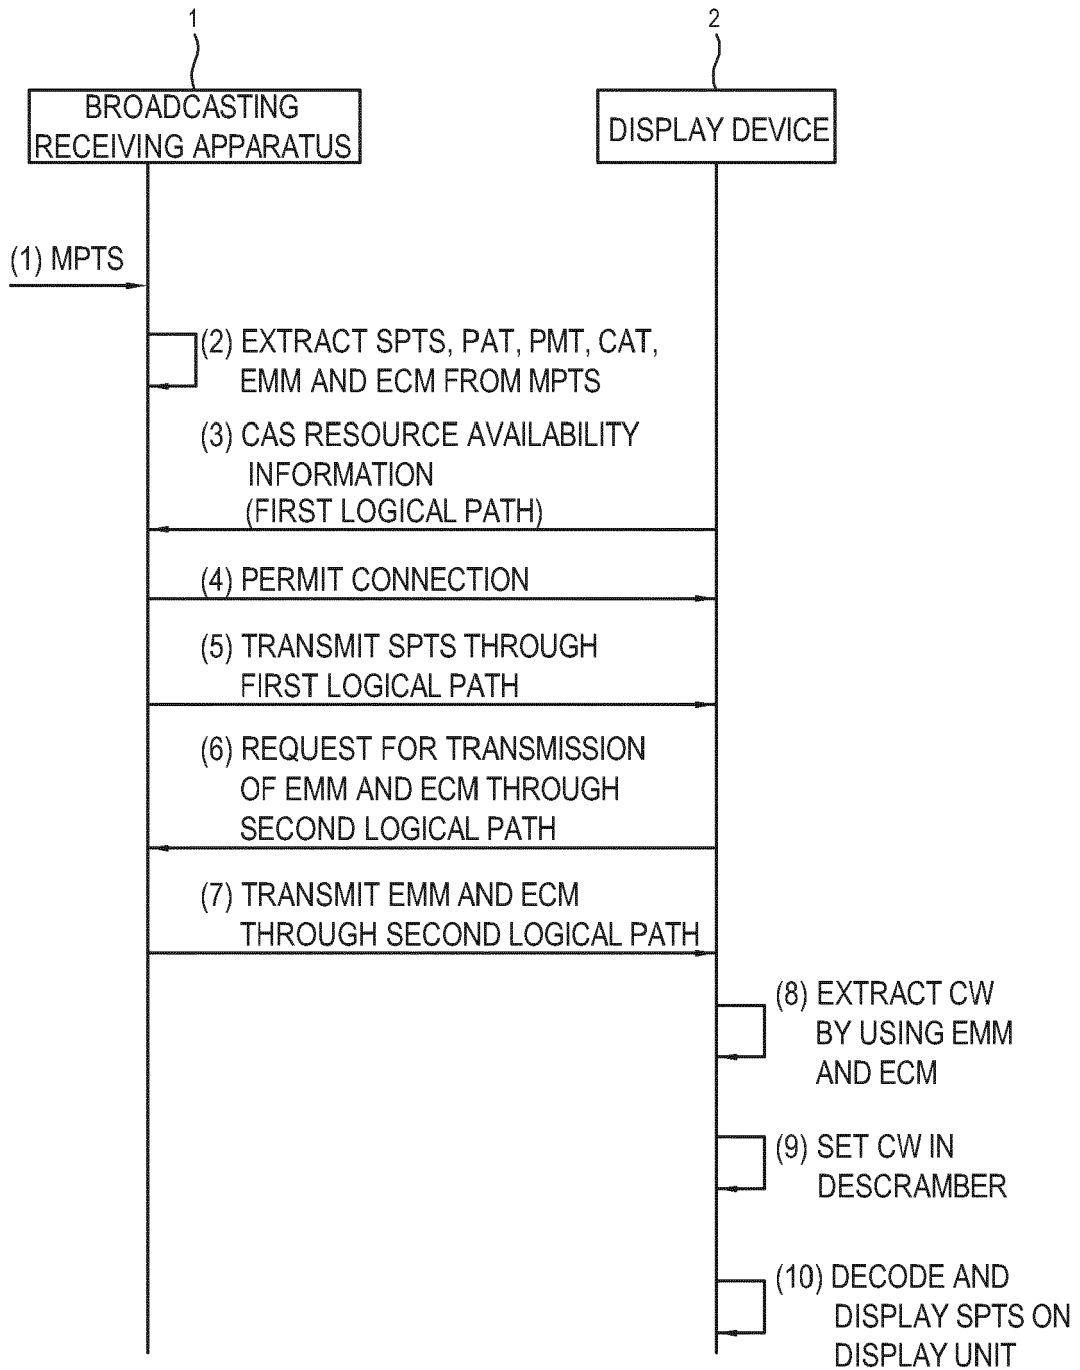 1
2
BROADCASTING
RECEIVING APPARATUS
DISPLAY DEVICE
(1) MPTS
(2) EXTRACT SPTS, PAT, PMT, CAT,
EMM AND ECM FROM MPTS
(3) CAS RESOURCE AVAILABILITY
INFORMATION
(FIRST LOGICAL PATH)
(4) PERMIT CONNECTION
(5) TRANSMIT SPTS THROUGH
FIRST LOGICAL PATH
(6) REQUEST FOR TRANSMISSION
OF EMM AND ECM THROUGH
SECOND LOGICAL PATH
(7) TRANSMIT EMM AND ECM
THROUGH SECOND LOGICAL PATH
(8) EXTRACT CW
BY USING EMM
AND ECM
(9) SET CW IN
DESCRAMBER
(10) DECODE AND
DISPLAY SPTS ON
DISPLAY UNIT